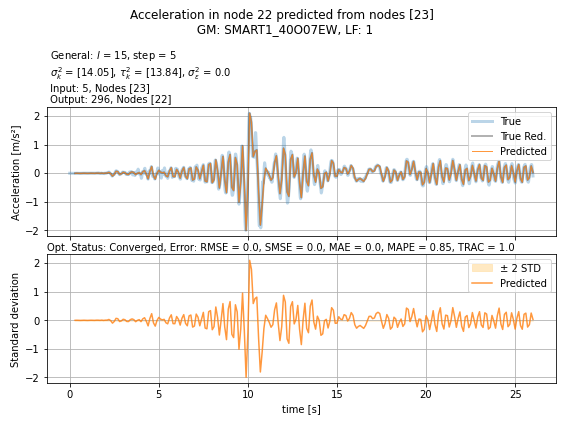 Acceleration in node 22 predicted from nodes [23]
GM: SMART1_40O07EW, LF: 1
General: l = 15, step = 5
σ²ₖ = [14.05], τ²ₖ = [13.84], σ²ε = 0.0
Input: 5, Nodes [23]
Output: 296, Nodes [22]
Acceleration [m/s²]
2
1
0
−1
−2
True
True Red.
Predicted
Opt. Status: Converged, Error: RMSE = 0.0, SMSE = 0.0, MAE = 0.0, MAPE = 0.85, TRAC = 1.0
Standard deviation
2
1
0
−1
−2
± 2 STD
Predicted
0 5 10 15 20 25
time [s]